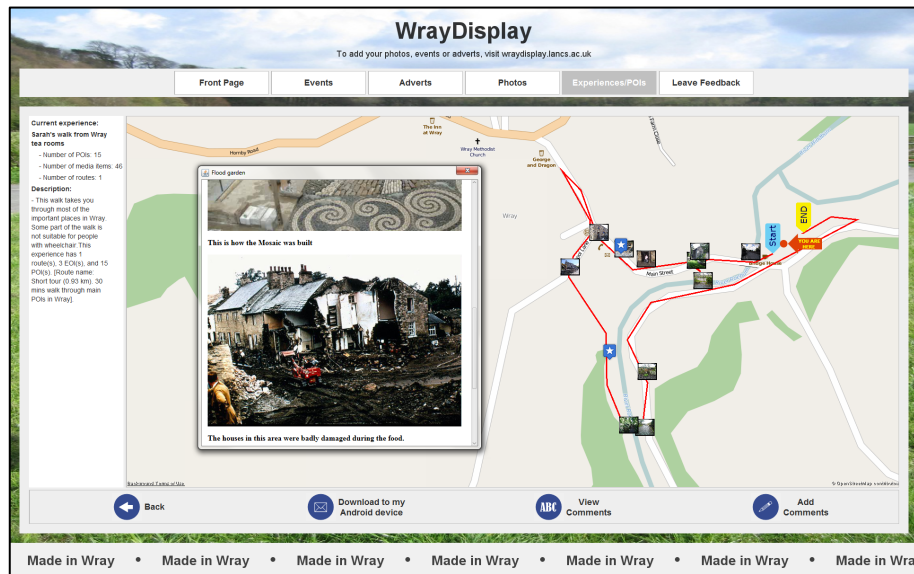 WrayDisplay
To add your photos, events or adverts, visit wraydisplay.lancs.ac.uk
Front Page
Events
Adverts
Photos
Experiences/POIs
Leave Feedback
Current experience:
Sarah's walk from Wray
tea rooms
- Number of POIs: 15
- Number of media items: 46
- Number of routes: 1
Description:
- This walk takes you
through most of the
important places in Wray.
Some part of the walk is
not suitable for people
with wheelchair.This
experience has 1
route(s), 3 EOI(s), and 15
POI(s). [Route name:
Short tour (0.93 km). 30
mins walk through main
POIs in Wray].
Hornby Road
The Inn
at Wray
Wray Methodist
Church
George
and Dragon
Wray
Main Street
Start
END
YOU ARE
HERE
Flood garden
This is how the Mosaic was built
The houses in this area were badly damaged during the food.
Back
Download to my
Android device
ABC
View
Comments
Add
Comments
Made in Wray • Made in Wray • Made in Wray • Made in Wray • Made in Wray • Made in Wray • Made in Wra